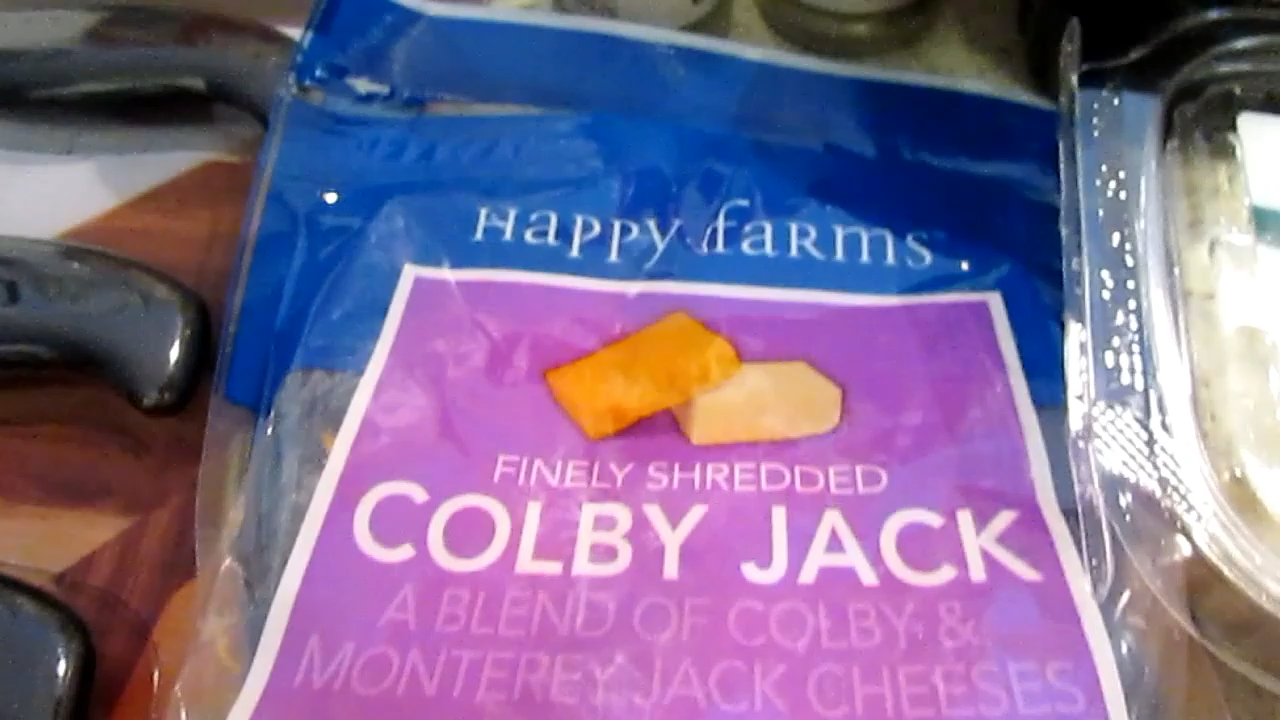 Happy farms
FINELY SHREDDED
COLBY JACK
A BLEND OF COLBY &
MONTEREY JACK CHEESES